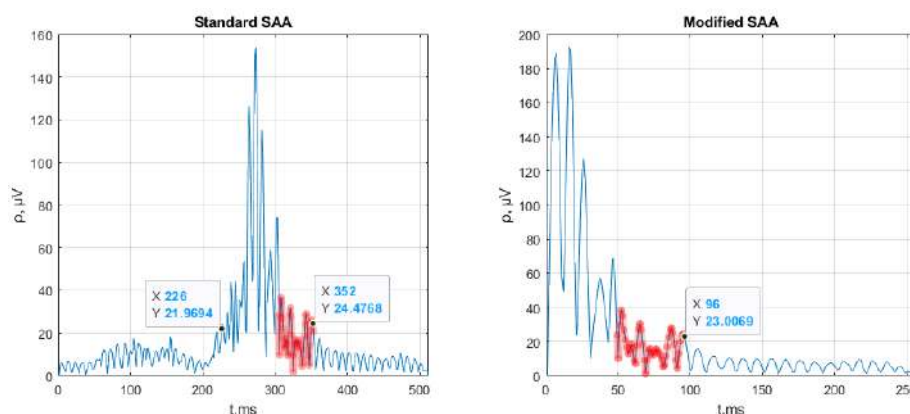 Standard SAA
160
140
120
100
80
60
40
20
0
ρ, μV
X 226
Y 21.9694
X 352
Y 24.4768
0 100 200 300 400 500
t,ms
Modified SAA
200
180
160
140
120
100
80
60
40
20
0
ρ, μV
X 96
Y 23.0069
0 50 100 150 200
t,ms